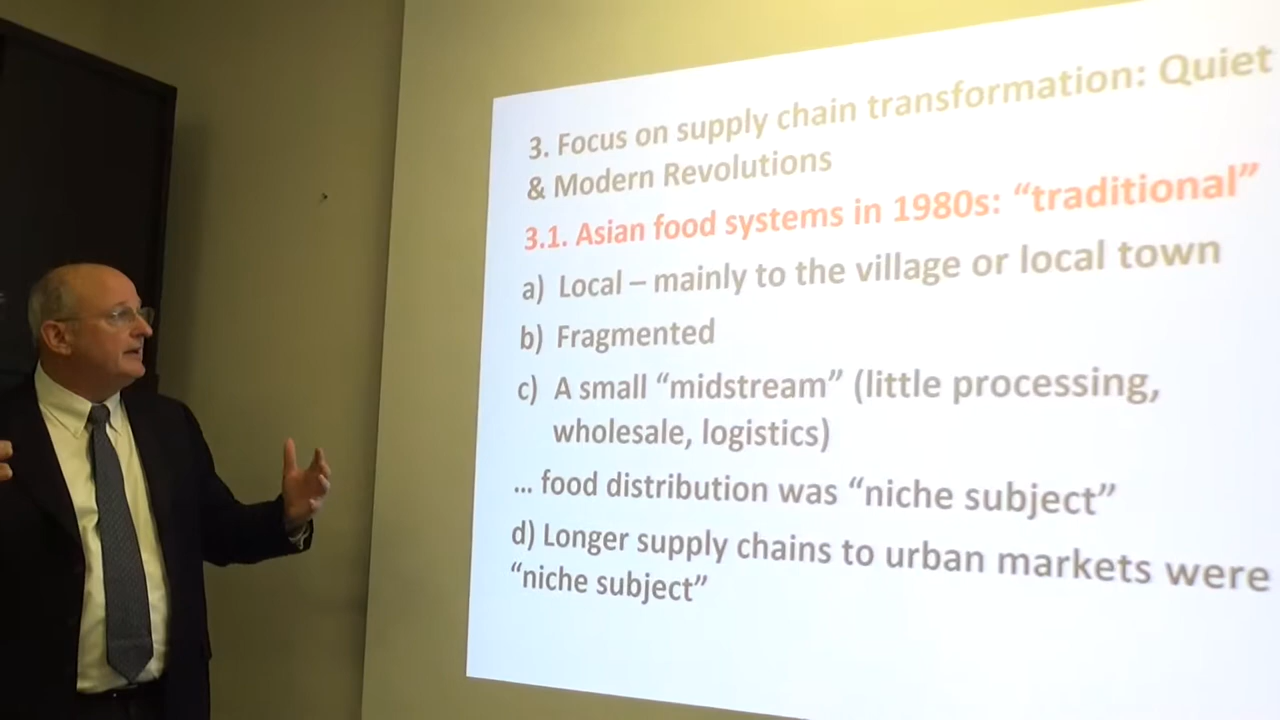 3. Focus on supply chain transformation: Quiet
& Modern Revolutions
3.1. Asian food systems in 1980s: “traditional”
a) Local – mainly to the village or local town
b) Fragmented
c) A small “midstream” (little processing,
wholesale, logistics)
... food distribution was “niche subject”
d) Longer supply chains to urban markets were
“niche subject”